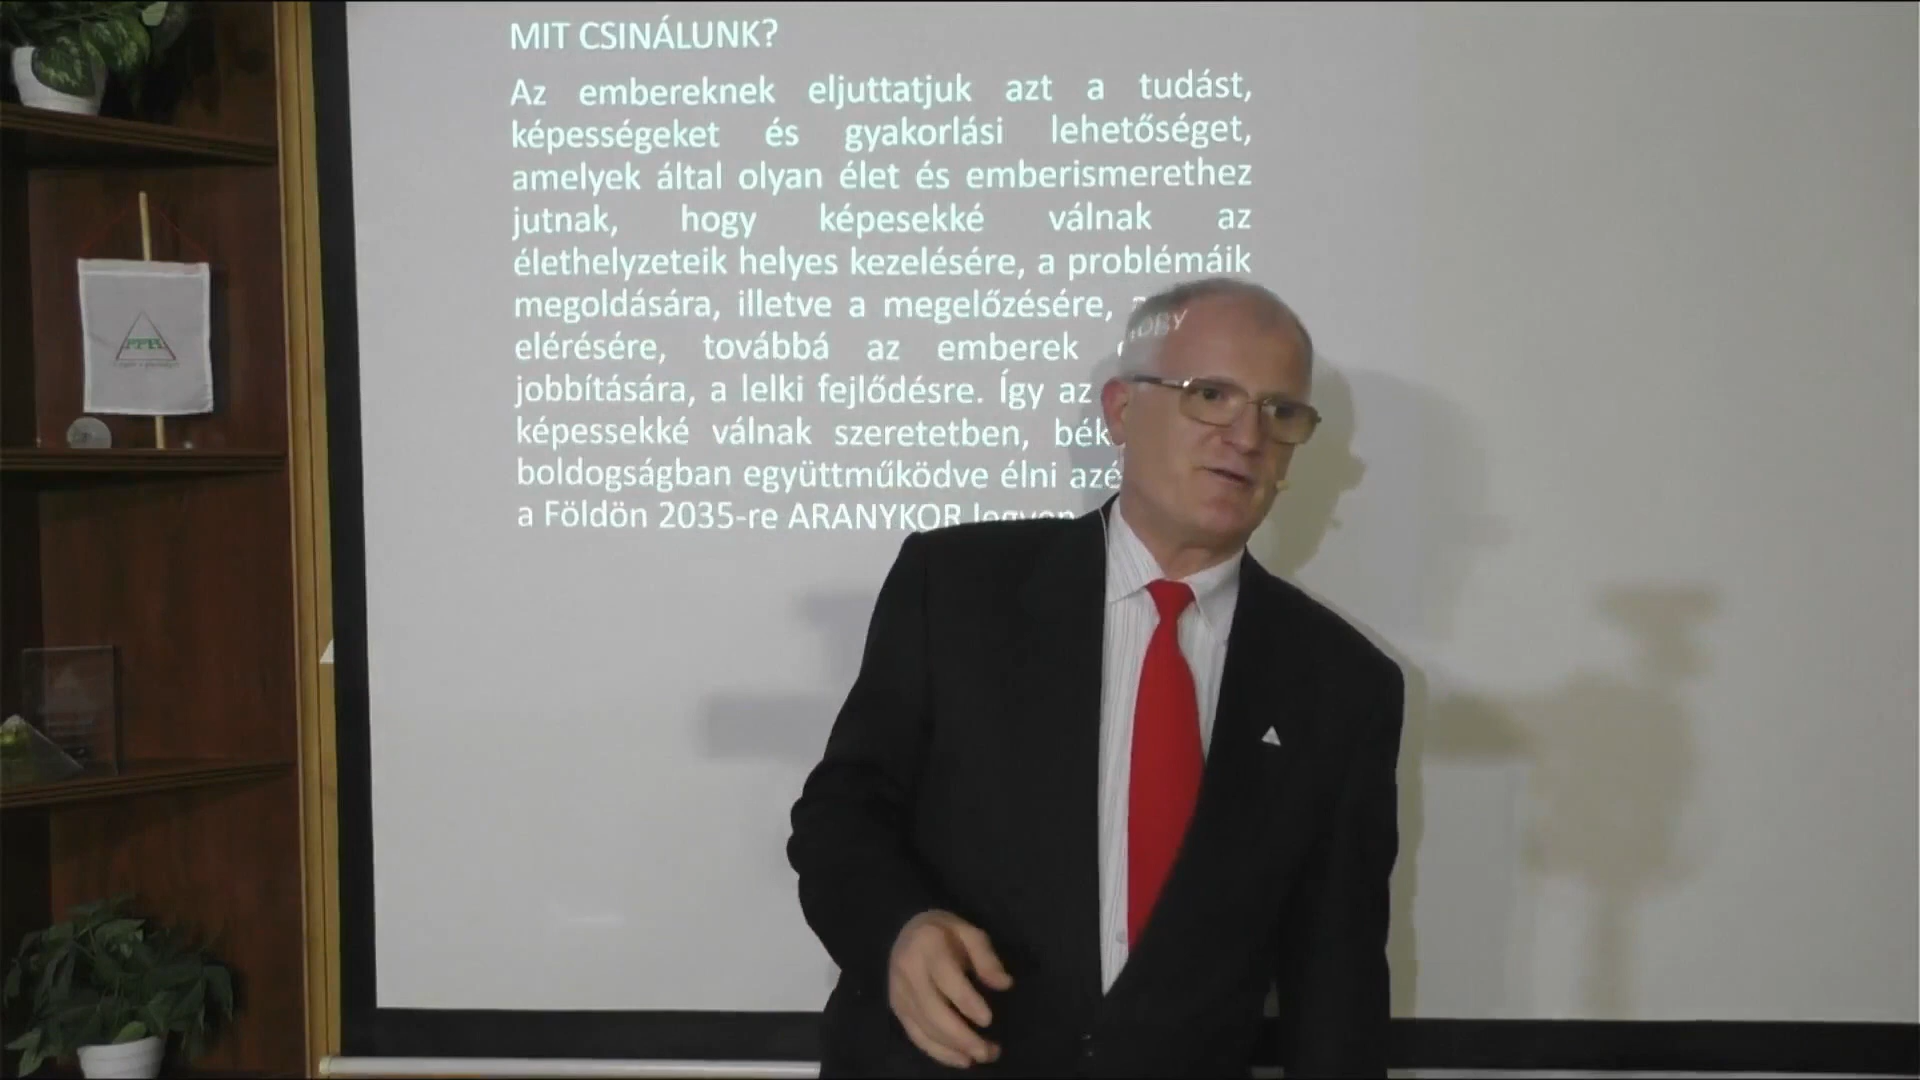 MIT CSINÁLUNK?
Az embereknek eljuttatjuk azt a tudást,
képességeket és gyakorlási lehetőséget,
amelyek által olyan élet és emberismerethez
jutnak, hogy képesekké válnak az
élethelyzeteik helyes kezelésére, a problémáik
megoldására, illetve a megelőzésére,
elérésére, továbbá az emberek
jobbítására, a lelki fejlődésre. Így az
képessekké válnak szeretetben,
boldogságban együttműködve élni
a Földön 2035-re ARANYKOR legyen